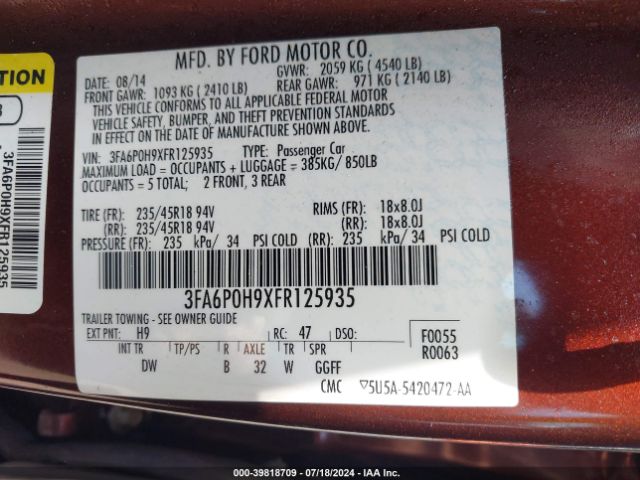 MFD. BY FORD MOTOR CO.
DATE: 08/14 GVWR: 2059 KG ( 4540 LB)
FRONT GAWR: 1093 KG ( 2410 LB) REAR GAWR: 971 KG ( 2140 LB)
THIS VEHICLE CONFORMS TO ALL APPLICABLE FEDERAL MOTOR
VEHICLE SAFETY, BUMPER, AND THEFT PREVENTION STANDARDS
IN EFFECT ON THE DATE OF MANUFACTURE SHOWN ABOVE.
VIN: 3FA6P0H9XFR125935 TYPE: Passenger Car
MAXIMUM LOAD = OCCUPANTS + LUGGAGE = 385KG/ 850LB
OCCUPANTS = 5 TOTAL; 2 FRONT, 3 REAR
TIRE (FR): 235/45R18 94V RIMS (FR): 18x8.0J
(RR): 235/45R18 94V (RR): 18x8.0J
PRESSURE (FR): 235 kPa/ 34 PSI COLD (RR): 235 kPa/ 34 PSI COLD
3FA6P0H9XFR125935
TRAILER TOWING - SEE OWNER GUIDE
EXT PNT: H9 RC: 47 DSO: F0055
R0063
INT TR TP/PS R AXLE TR SPR
DW B 32 W GGFF
CMC ▽5U5A-5420472-AA
3FA6P0H9XFR125935
000-39818709 - 07/18/2024 - IAA Inc.